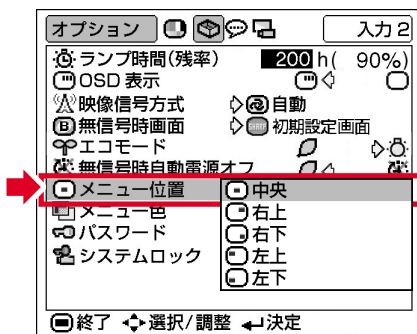 オプション 入力2
ランプ時間(残率) 200 h( 90%)
OSD 表示
映像信号方式 自動
無信号時画面 初期設定画面
エコモード
無信号時自動電源オフ
メニュー位置 中央
メニュー色 右上
パスワード 右下
システムロック 左上
左下
終了 選択/調整 決定